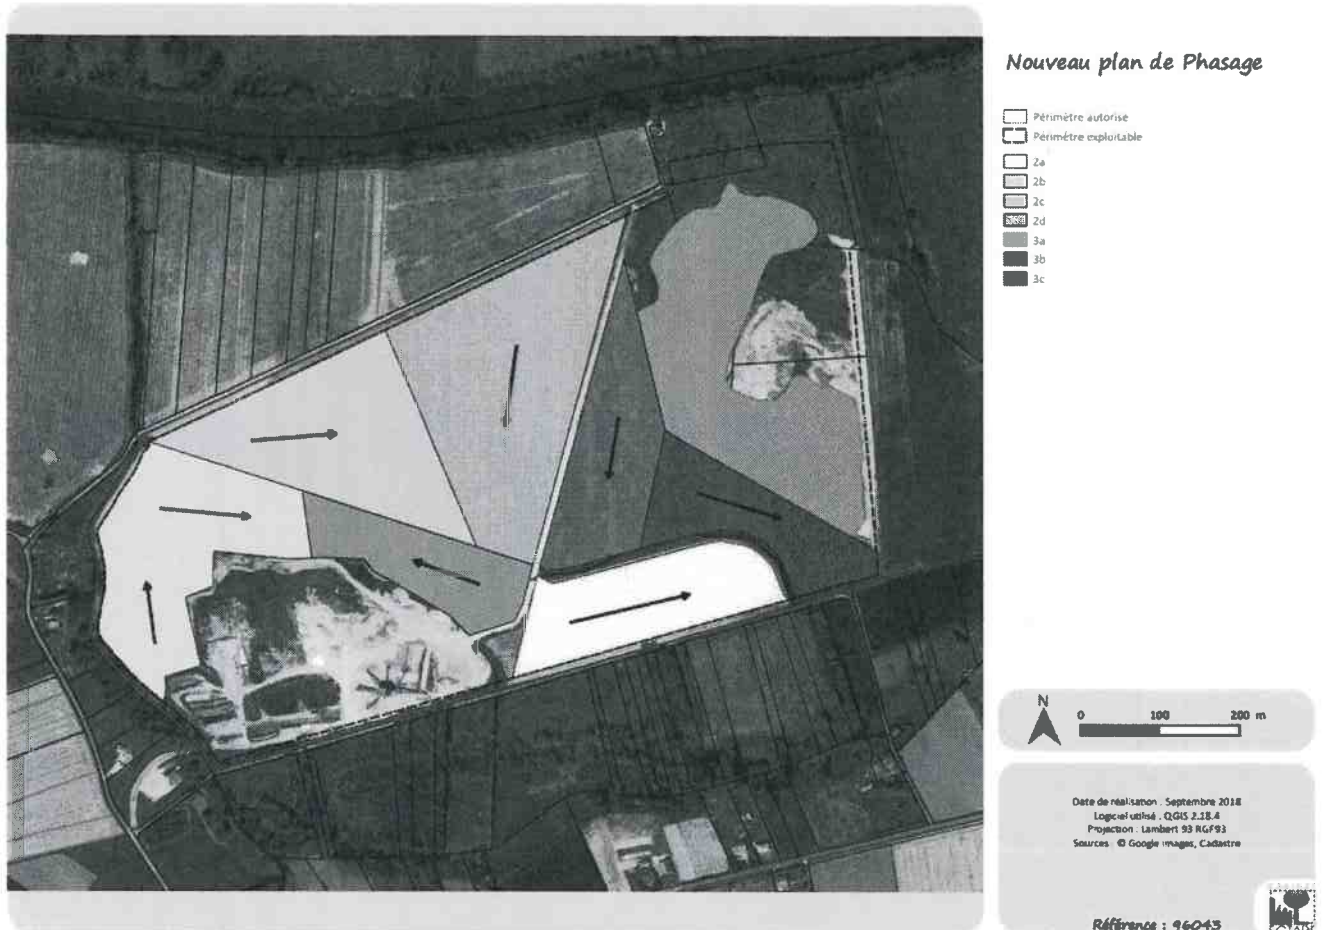 Nouveau plan de Phasage
Périmètre autorisé
Périmètre exploitable
2a
2b
2c
2d
3a
3b
3c
N
0 100 200 m
Date de réalisation : Septembre 2018
Logiciel utilisé : QGIS 2.18.4
Projection : Lambert 93 RGF93
Sources : © Google images, Cadastre
Référence : 96043